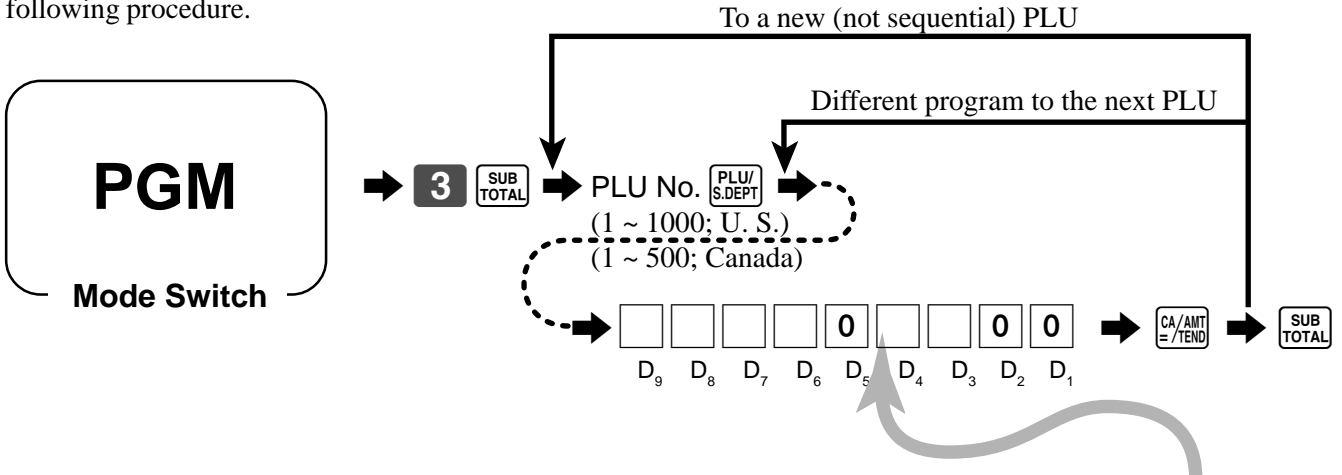 following procedure.
To a new (not sequential) PLU
Different program to the next PLU
PGM
Mode Switch
3 SUB TOTAL PLU No. PLU/ S.DEPT
(1 ~ 1000; U. S.)
(1 ~ 500; Canada)
0 0 0 CA/AMT = /TEND SUB TOTAL
D9 D8 D7 D6 D5 D4 D3 D2 D1